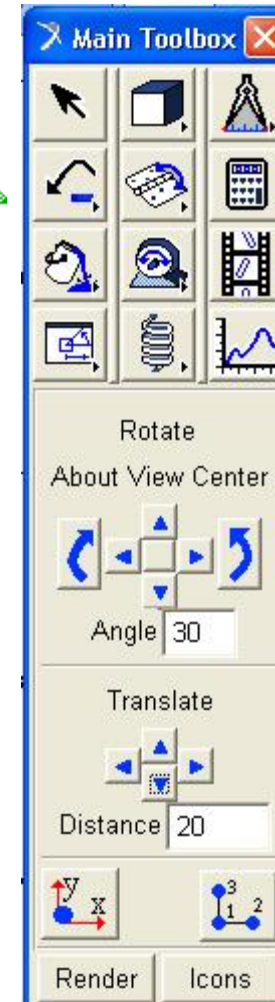 Main Toolbox
Rotate
About View Center
Angle 30
Translate
Distance 20
y x
3
1 2
Render Icons